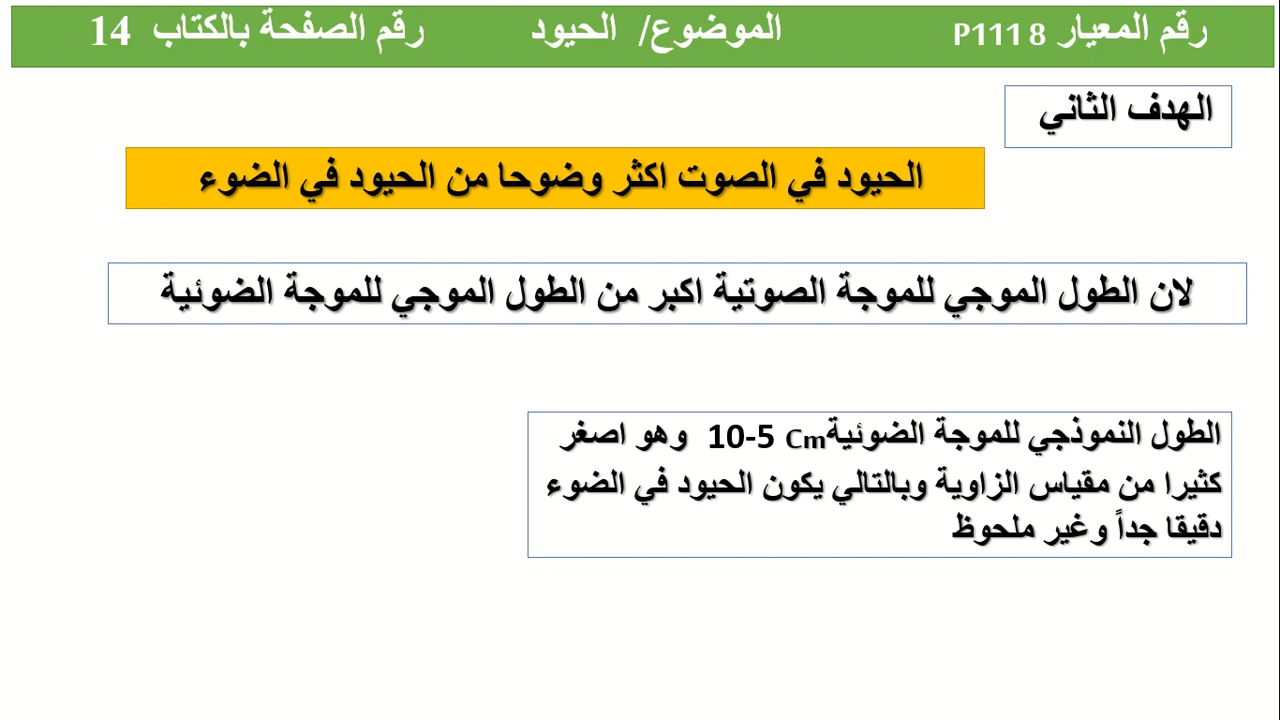 رقم المعيار P111 8 الموضوع/ الحيود رقم الصفحة بالكتاب 14
الهدف الثاني
الحيود في الصوت اكثر وضوحا من الحيود في الضوء
لان الطول الموجي للموجة الصوتية اكبر من الطول الموجي للموجة الضوئية
الطول النموذجي للموجة الضوئية10-5 Cm وهو اصغر
كثيرا من مقياس الزاوية وبالتالي يكون الحيود في الضوء
دقيقا جداً وغير ملحوظ